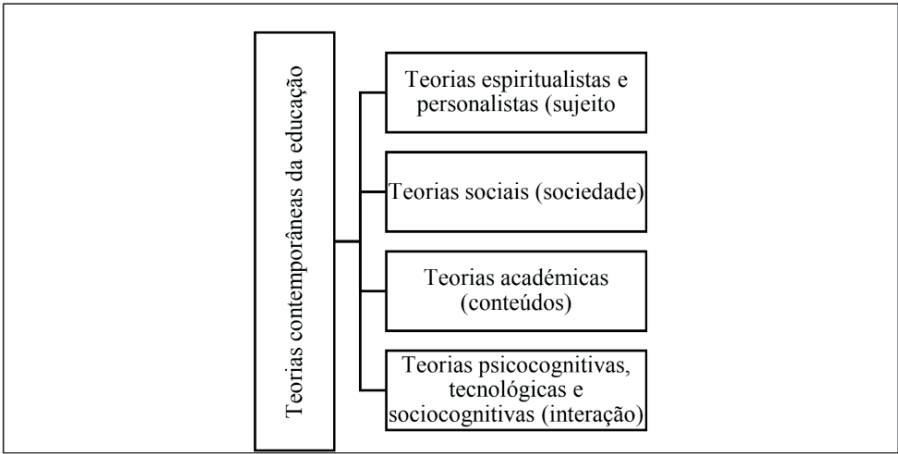 Teorias contemporâneas da educação
Teorias espiritualistas e
personalistas (sujeito
Teorias sociais (sociedade)
Teorias académicas
(conteúdos)
Teorias psicocognitivas,
tecnológicas e
sociocognitivas (interação)